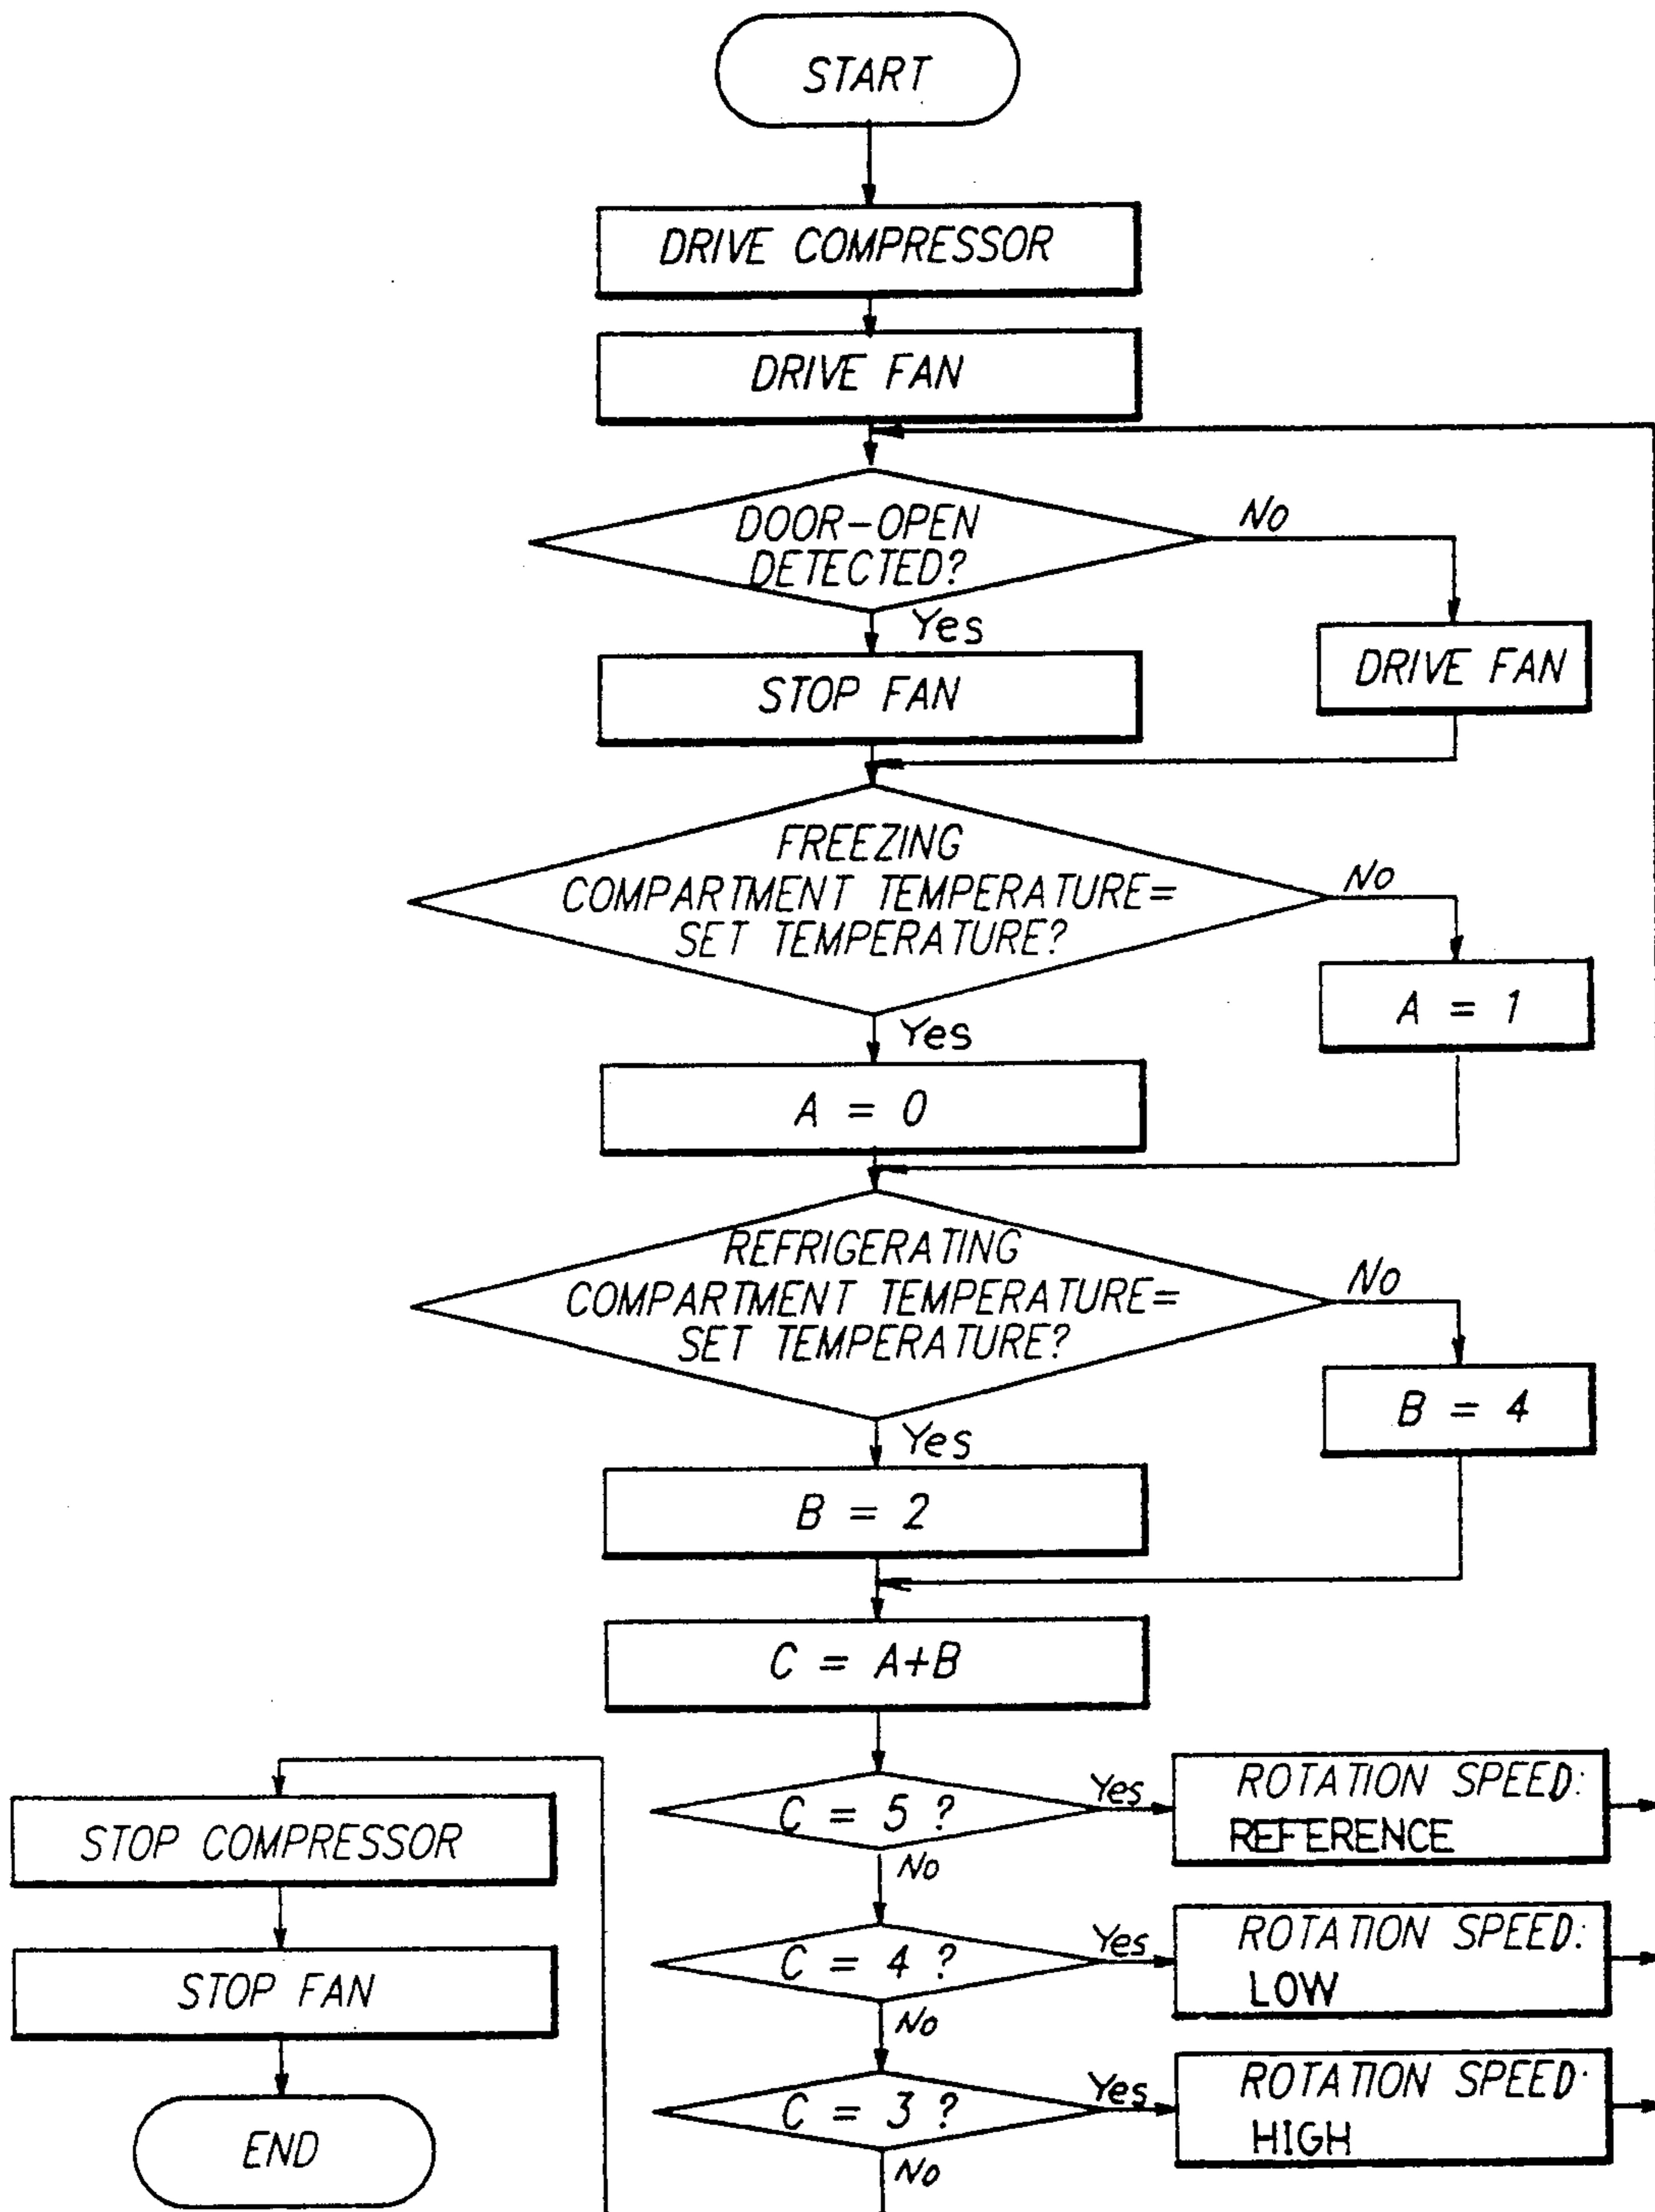 START
DRIVE COMPRESSOR
DRIVE FAN
DOOR-OPEN
DETECTED?
No
Yes
STOP FAN
DRIVE FAN
FREEZING
COMPARTMENT TEMPERATURE=
SET TEMPERATURE?
No
A = 1
Yes
A = 0
REFRIGERATING
COMPARTMENT TEMPERATURE=
SET TEMPERATURE?
No
B = 4
Yes
B = 2
C = A+B
C = 5 ?
Yes
ROTATION SPEED:
REFERENCE
No
C = 4 ?
Yes
ROTATION SPEED:
LOW
No
C = 3 ?
Yes
ROTATION SPEED:
HIGH
No
STOP COMPRESSOR
STOP FAN
END